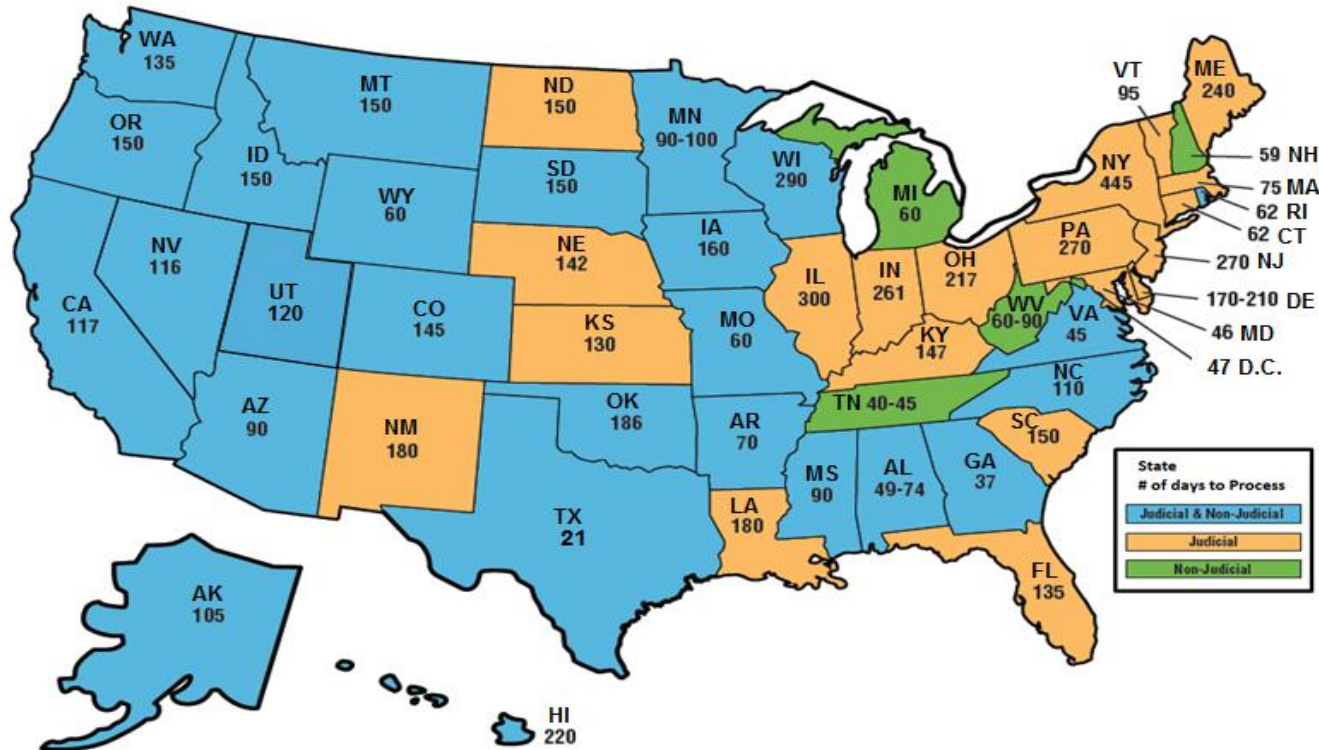 WA
135
MT
150
ND
150
MN
90-100
VT
95
ME
240
OR
150
ID
150
WY
60
SD
150
WI
290
MI
60
NY
445
59 NH
75 MA
62 RI
62 CT
NV
116
NE
142
IA
160
PA
270
270 NJ
CA
117
UT
120
CO
145
KS
130
MO
60
IL
300
IN
261
OH
217
WV
60-90
VA
45
KY
147
170-210 DE
46 MD
47 D.C.
AZ
90
NM
180
OK
186
AR
70
TN 40-45
NC
110
SC
150
TX
21
LA
180
MS
90
AL
49-74
GA
37
FL
135
AK
105
HI
220
State
# of days to Process
Judicial & Non-Judicial
Judicial
Non-Judicial